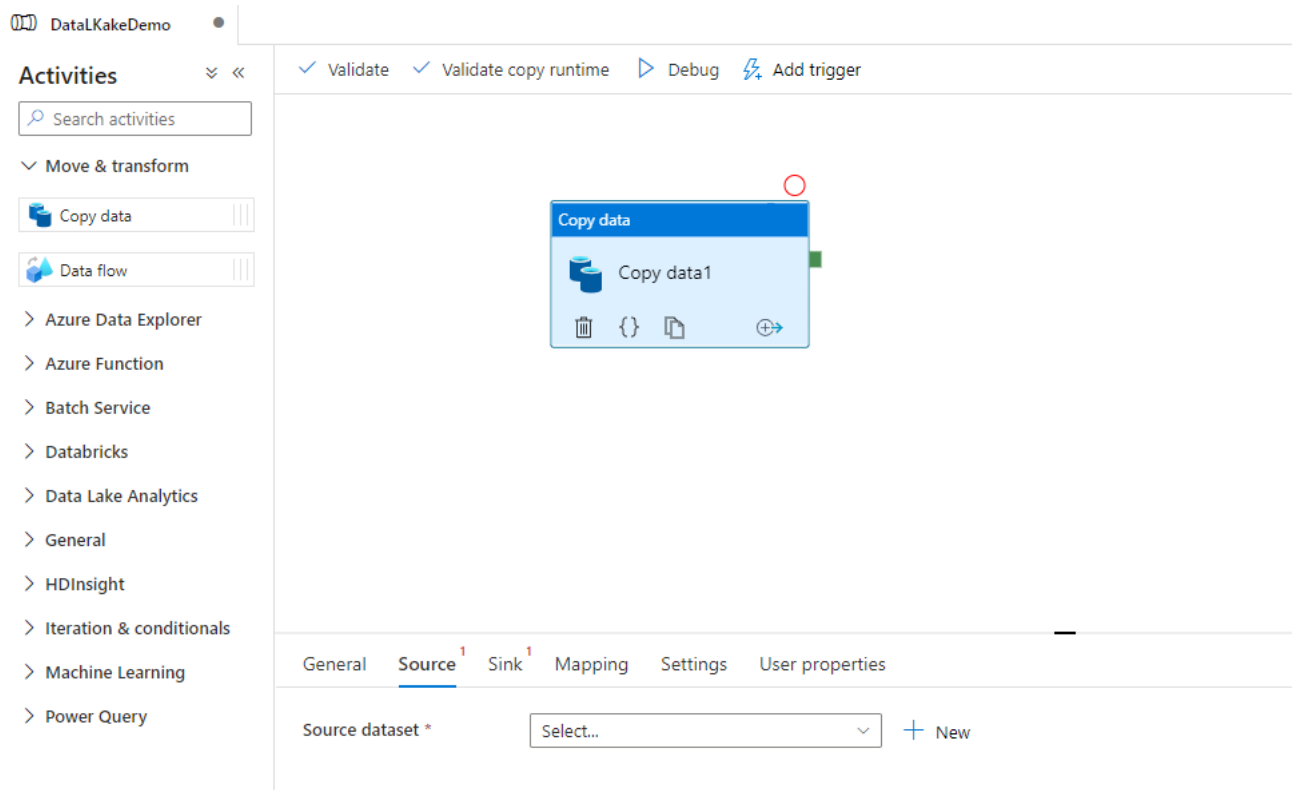 DataLKakeDemo
Activities
Search activities
Move & transform
Copy data
Data flow
Azure Data Explorer
Azure Function
Batch Service
Databricks
Data Lake Analytics
General
HDInsight
Iteration & conditionals
Machine Learning
Power Query
Validate Validate copy runtime Debug Add trigger
Copy data
Copy data1
General Source 1 Sink 1 Mapping Settings User properties
Source dataset * Select... New